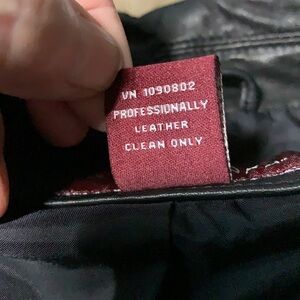 VN 1090802
PROFESSIONALLY
LEATHER
CLEAN ONLY